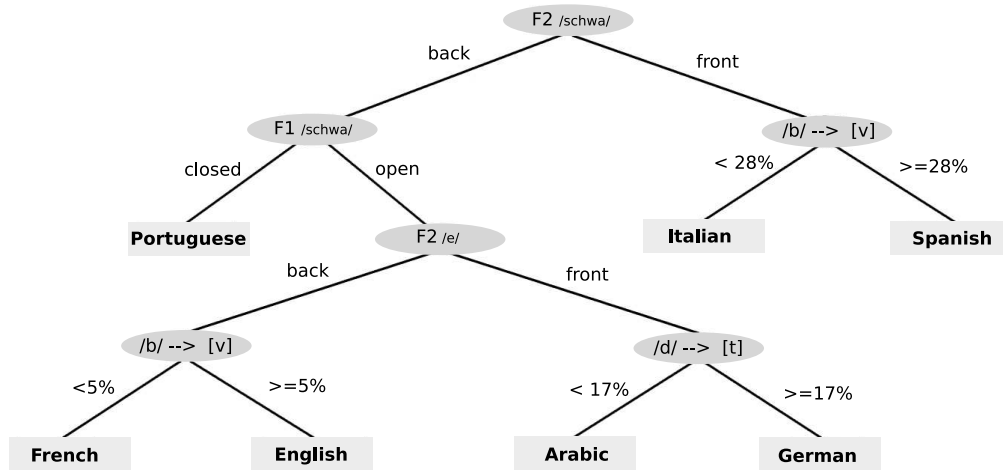 F2 /schwa/
back
front
F1 /schwa/
/b/ --> [v]
closed
open
< 28%
>=28%
Portuguese
F2 /e/
Italian
Spanish
back
front
/b/ --> [v]
/d/ --> [t]
<5%
>=5%
< 17%
>=17%
French
English
Arabic
German